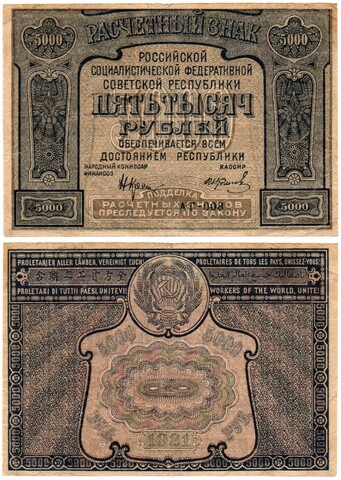 РАСЧЕТНЫЙ ЗНАК
5000 5000
РОССИЙСКОЙ
СОЦИАЛИСТИЧЕСКОЙ ФЕДЕРАТИВНОЙ
СОВЕТСКОЙ РЕСПУБЛИКИ
ПЯТЬ ТЫСЯЧ
РУБЛЕЙ
ОБЕСПЕЧИВАЕТСЯ ВСЕМ
ДОСТОЯНИЕМ РЕСПУБЛИКИ
НАРОДНЫЙ КОМИССАР
ФИНАНСОВ
КАССИР
ПОДДЕЛКА
5000 РАСЧЕТНЫХ ЗНАКОВ 5000
ПРЕСЛЕДУЕТСЯ ПО ЗАКОНУ
PROLETARIER ALLER LÄNDER, VEREINIGT EUCH!
PROLÉTAIRES DE TOUS LES PAYS, UNISSEZ-VOUS!
PROLETARI DI TUTTI I PAESI, UNITEVI!
WORKERS OF THE WORLD, UNITE!
5000 5000
1921